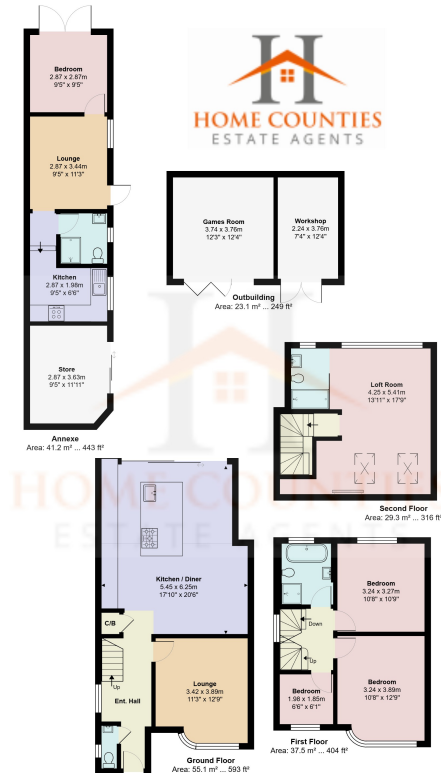 HOME COUNTIES
ESTATE AGENTS
Bedroom
2.87 x 2.87m
9'5" x 9'5"
Lounge
2.87 x 3.44m
9'5" x 11'3"
Kitchen
2.87 x 1.98m
9'5" x 6'6"
Store
2.87 x 3.63m
9'5" x 11'11"
Annexe
Area: 41.2 m² ... 443 ft²
Games Room
3.74 x 3.76m
12'3" x 12'4"
Workshop
2.24 x 3.76m
7'4" x 12'4"
Outbuilding
Area: 23.1 m² ... 249 ft²
Loft Room
4.25 x 5.41m
13'11" x 17'9"
Second Floor
Area: 29.3 m² ... 316 ft²
HOME COUNTIES
ESTATE AGENTS
Kitchen / Diner
5.45 x 6.25m
17'10" x 20'6"
C/B
Up
Ent. Hall
Lounge
3.42 x 3.89m
11'3" x 12'9"
Ground Floor
Area: 55.1 m² ... 593 ft²
Bedroom
3.24 x 3.27m
10'8" x 10'9"
Down
Up
Bedroom
1.98 x 1.85m
6'6" x 6'1"
Bedroom
3.24 x 3.89m
10'8" x 12'9"
First Floor
Area: 37.5 m² ... 404 ft²